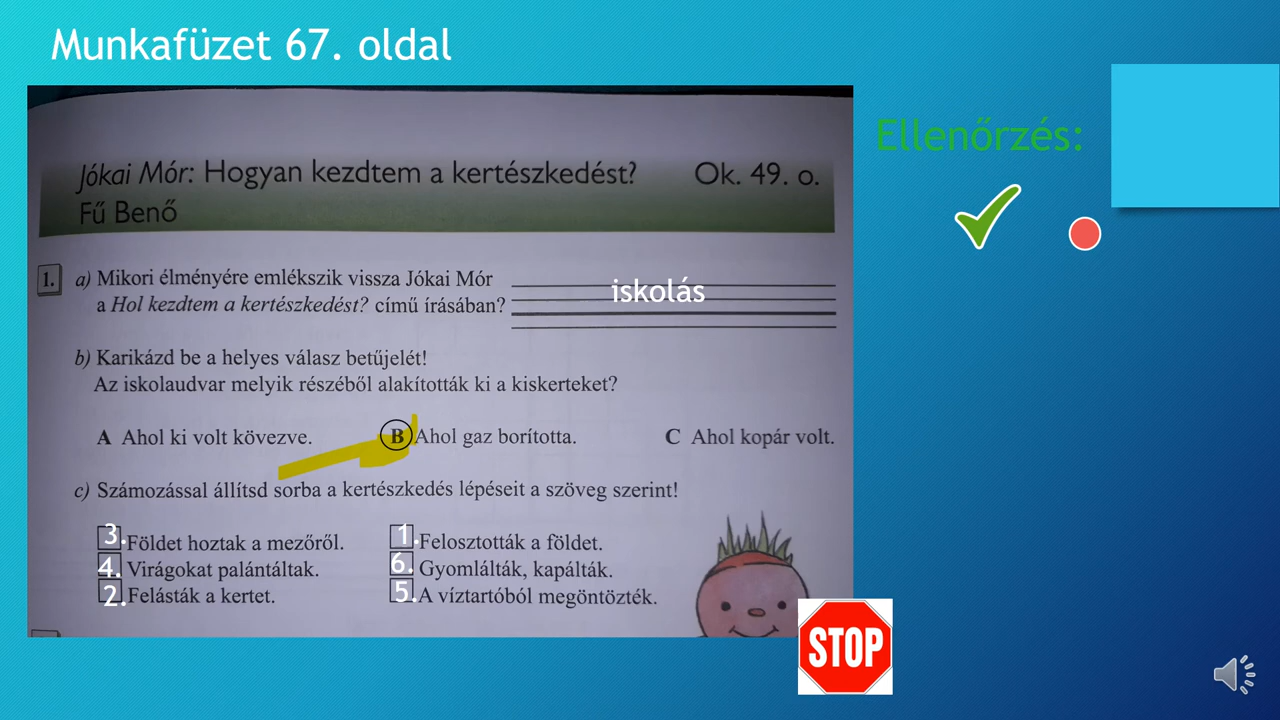 Munkafüzet 67. oldal
Ellenőrzés:
Jókai Mór: Hogyan kezdtem a kertészkedést? Ok. 49. o.
Fű Benő
1. a) Mikori élményére emlékszik vissza Jókai Mór
a Hol kezdtem a kertészkedést? című írásában? iskolás
b) Karikázd be a helyes válasz betűjelét!
Az iskolaudvar melyik részéből alakították ki a kiskerteket?
A Ahol ki volt kövezve. B Ahol gaz borította. C Ahol kopár volt.
c) Számozással állítsd sorba a kertészkedés lépéseit a szöveg szerint!
3. Földet hoztak a mezőről. 1. Felosztották a földet.
4. Virágokat palántáltak. 6. Gyomlálták, kapálták.
2. Felásták a kertet. 5. A víztartóból megöntözték.
STOP